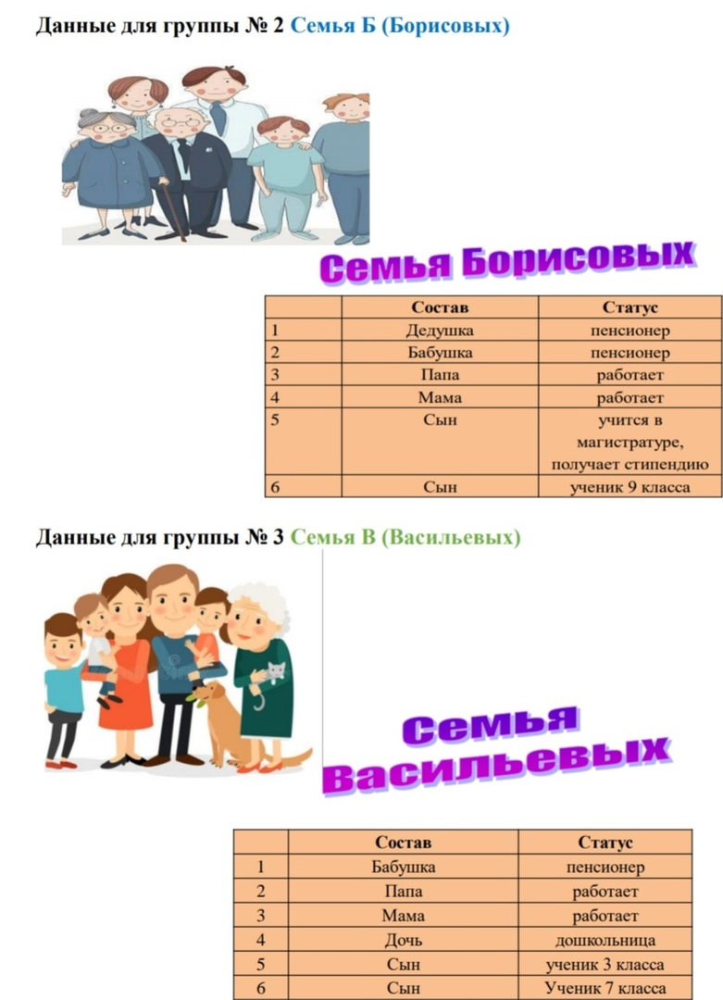 Данные для группы № 2 Семья Б (Борисовых)
Семья Борисовых
Состав Статус
1 Дедушка пенсионер
2 Бабушка пенсионер
3 Папа работает
4 Мама работает
5 Сын учится в
магистратуре,
получает стипендию
6 Сын ученик 9 класса
Данные для группы № 3 Семья В (Васильевых)
Семья
Васильевых
Состав Статус
1 Бабушка пенсионер
2 Папа работает
3 Мама работает
4 Дочь дошкольница
5 Сын ученик 3 класса
6 Сын Ученик 7 класса